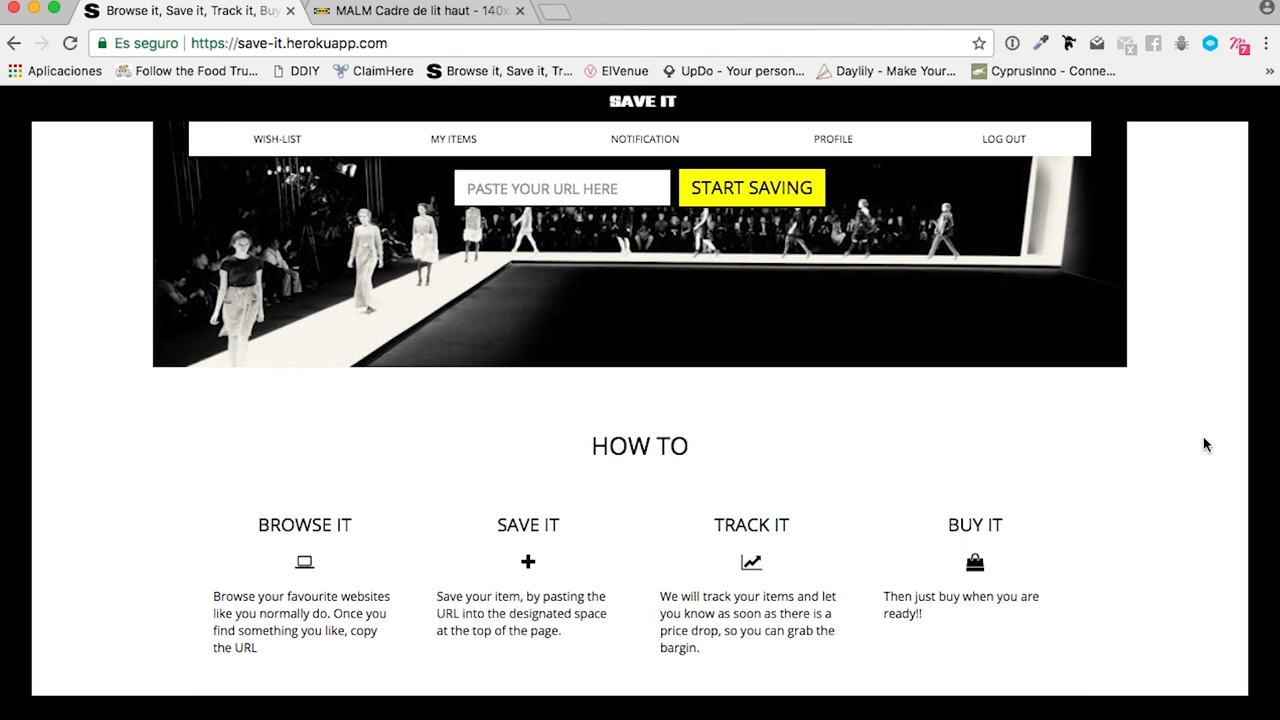 Browse it, Save it, Track it, Buy
MALM Cadre de lit haut - 140x
Es seguro
https://save-it.herokuapp.com
Aplicaciones
Follow the Food Tru...
DDIY
ClaimHere
Browse it, Save it, Tr...
ElVenue
UpDo - Your person...
Daylily - Make Your...
CyprusInno - Conne...
»
7
SAVE IT
WISH-LIST
MY ITEMS
NOTIFICATION
PROFILE
LOG OUT
PASTE YOUR URL HERE
START SAVING
HOW TO
BROWSE IT
Browse your favourite websites
like you normally do. Once you
find something you like, copy
the URL
SAVE IT
Save your item, by pasting the
URL into the designated space
at the top of the page.
TRACK IT
We will track your items and let
you know as soon as there is a
price drop, so you can grab the
bargin.
BUY IT
Then just buy when you are
ready!!